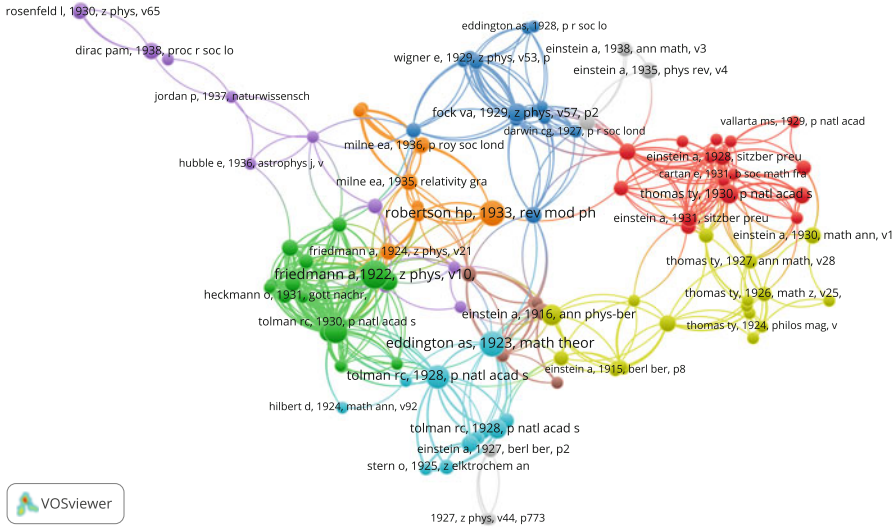 rosenfeld l, 1930, z phys, v65
eddington as, 1928, p r soc lo
dirac pam, 1938, proc r soc lo
einstein a, 1938, ann math, v3
wigner e, 1929, z phys, v53, p
einstein a, 1935, phys rev, v4
jordan p, 1937, naturwissensch
fock va, 1929, z phys, v57, p2
vallarta ms, 1929, p natl acad
darwin cg, 1927, p r soc lond
milne ea, 1936, p roy soc lond
einstein a, 1928, sitzber preu
hubble e, 1936, astrophys j, v
cartan e, 1931, b soc math fra
milne ea, 1935, relativity gra
thomas ty, 1930, p natl acad s
robertson hp, 1933, rev mod ph
einstein a, 1931, sitzber preu
einstein a, 1930, math ann, v1
friedmann a, 1924, z phys, v21
thomas ty, 1927, ann math, v28
friedmann a,1922, z phys, v10,
heckmann o, 1931, gott nachr,
thomas ty, 1926, math z, v25,
einstein a, 1916, ann phys-ber
tolman rc, 1930, p natl acad s
thomas ty, 1924, philos mag, v
eddington as, 1923, math theor
einstein a, 1915, berl ber, p8
tolman rc, 1928, p natl acad s
hilbert d, 1924, math ann, v92
tolman rc, 1928, p natl acad s
einstein a, 1927, berl ber, p2
stern o, 1925, z elktrochem an
VOSviewer
1927, z phys, v44, p773